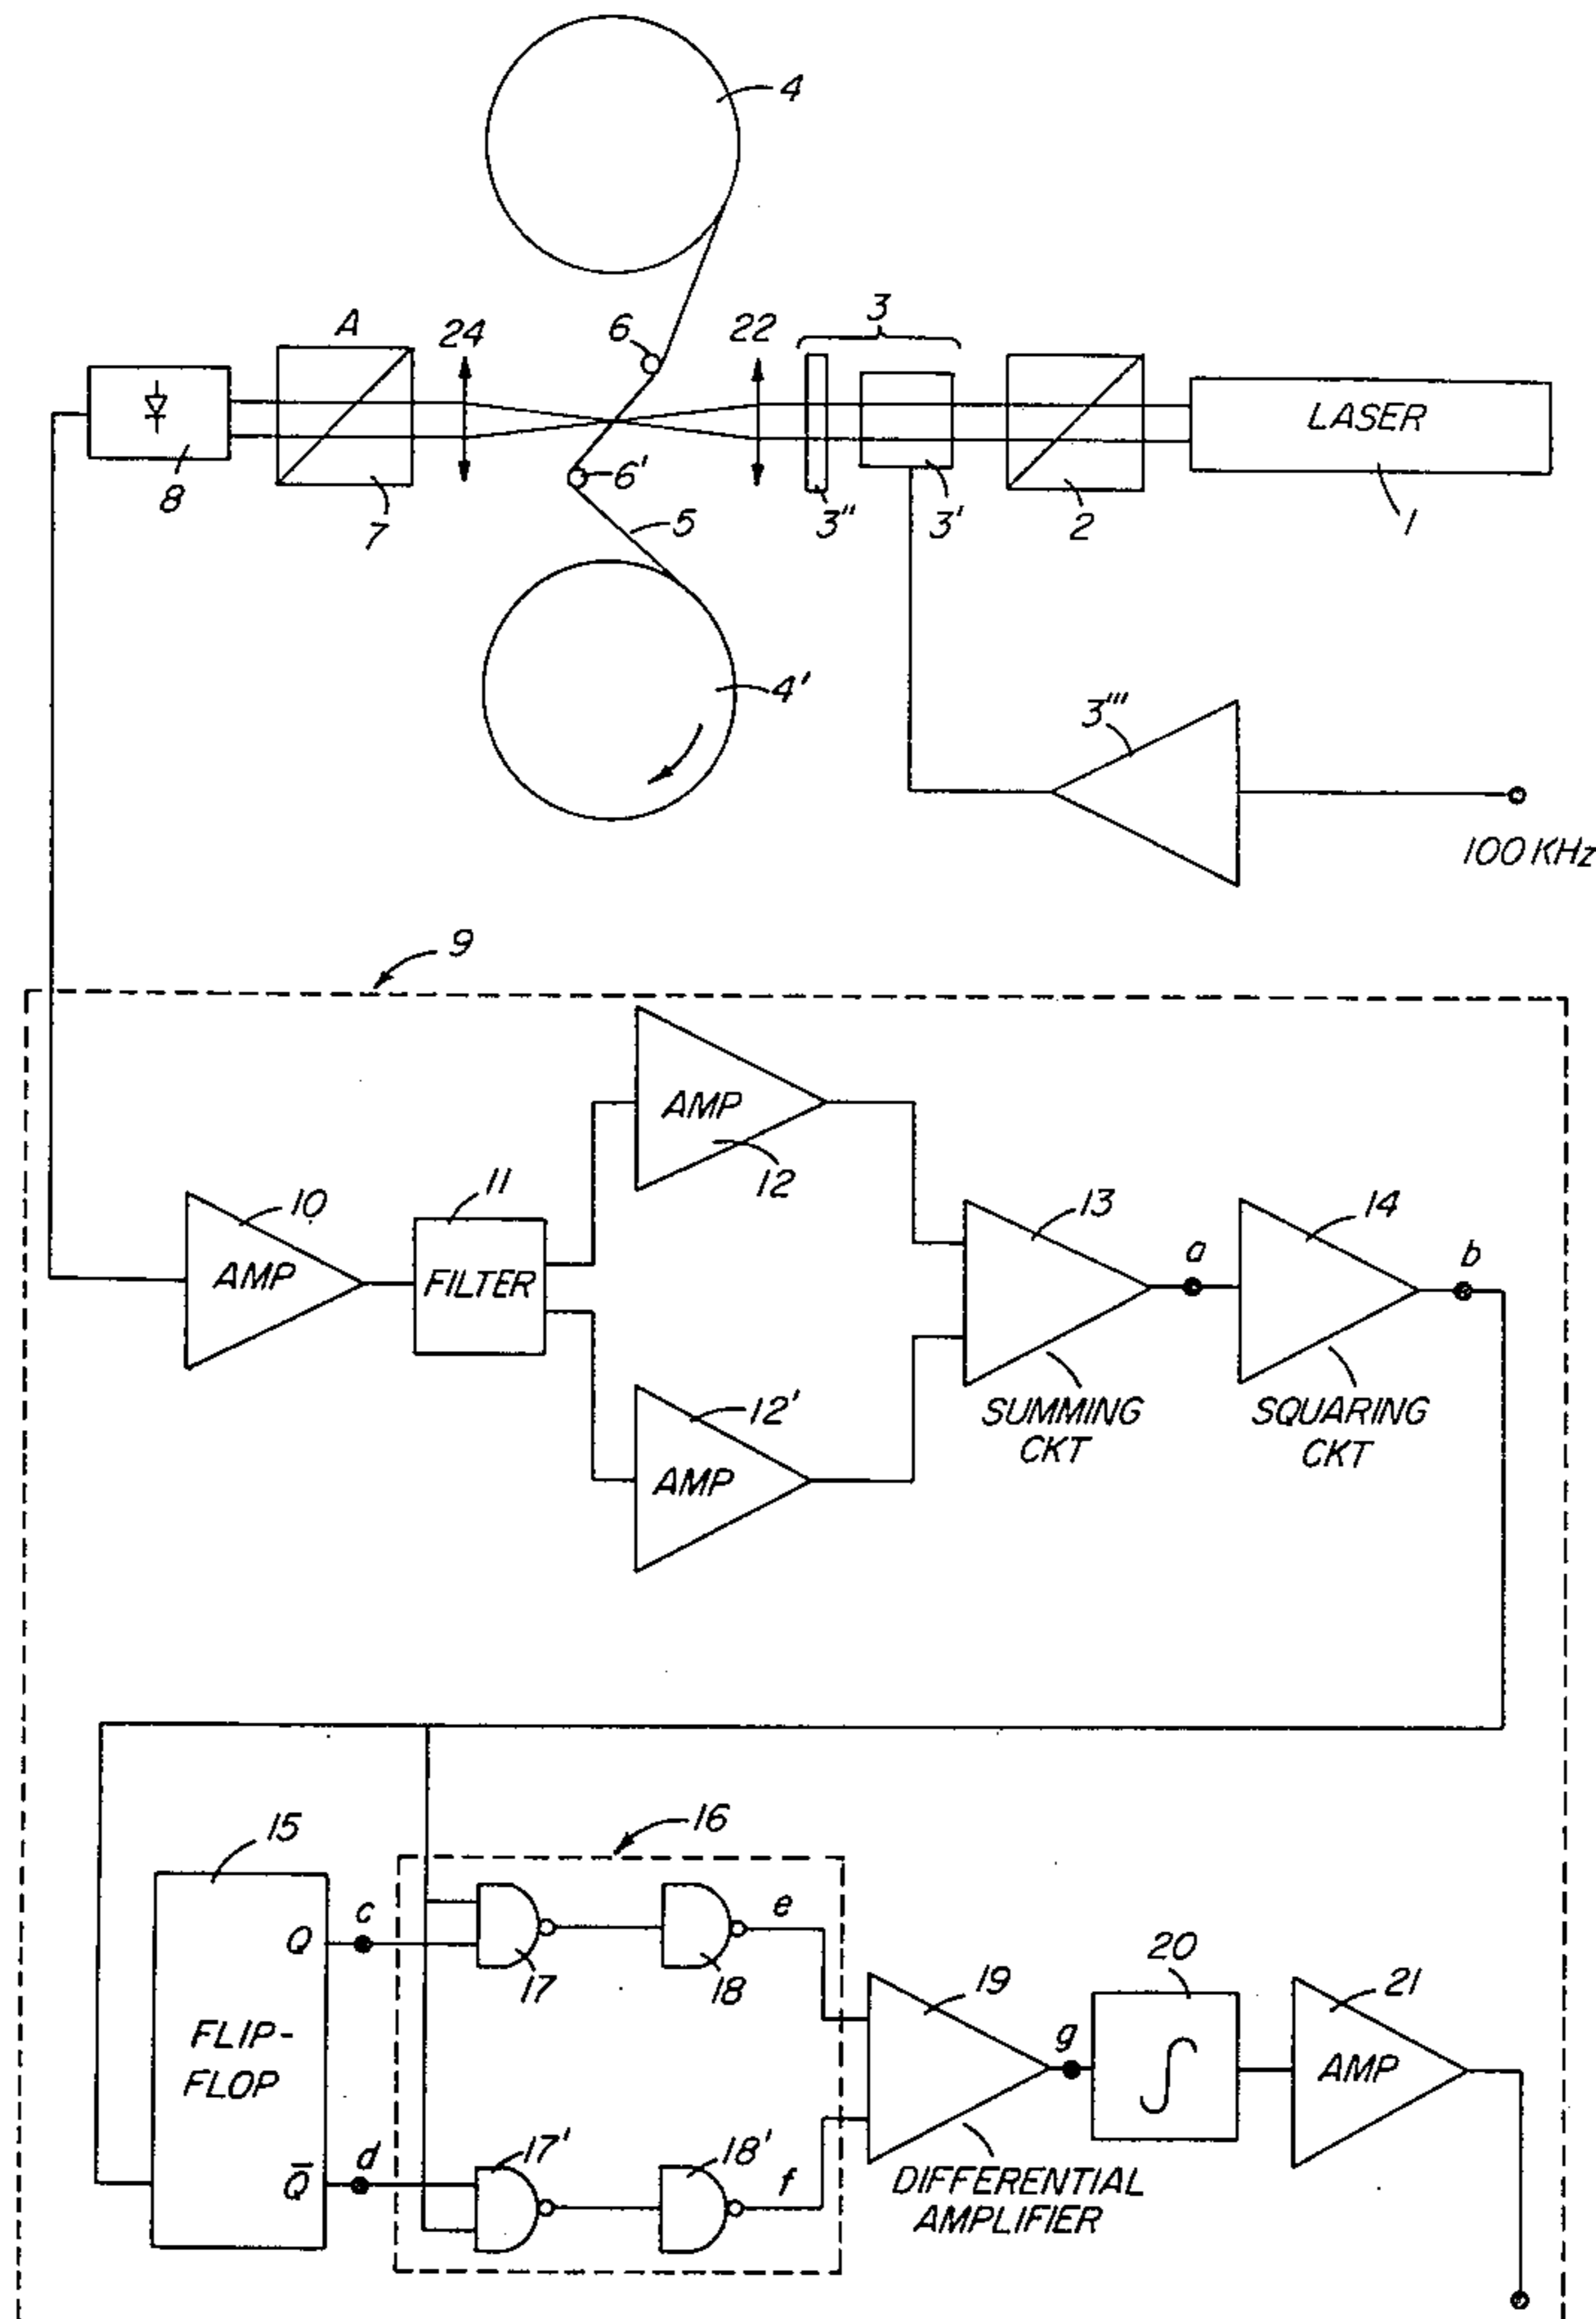 4
A
24
6
22
3
LASER
8
7
6'
5
3"
3'
2
1
4'
3'''
100 KHz
9
AMP
12
10
AMP
11
FILTER
13
a
14
b
SUMMING
CKT
SQUARING
CKT
12'
AMP
15
16
Q
c
e
17
18
FLIP-
FLOP
19
g
20
∫
21
AMP
Q̅
d
17'
18'
f
DIFFERENTIAL
AMPLIFIER